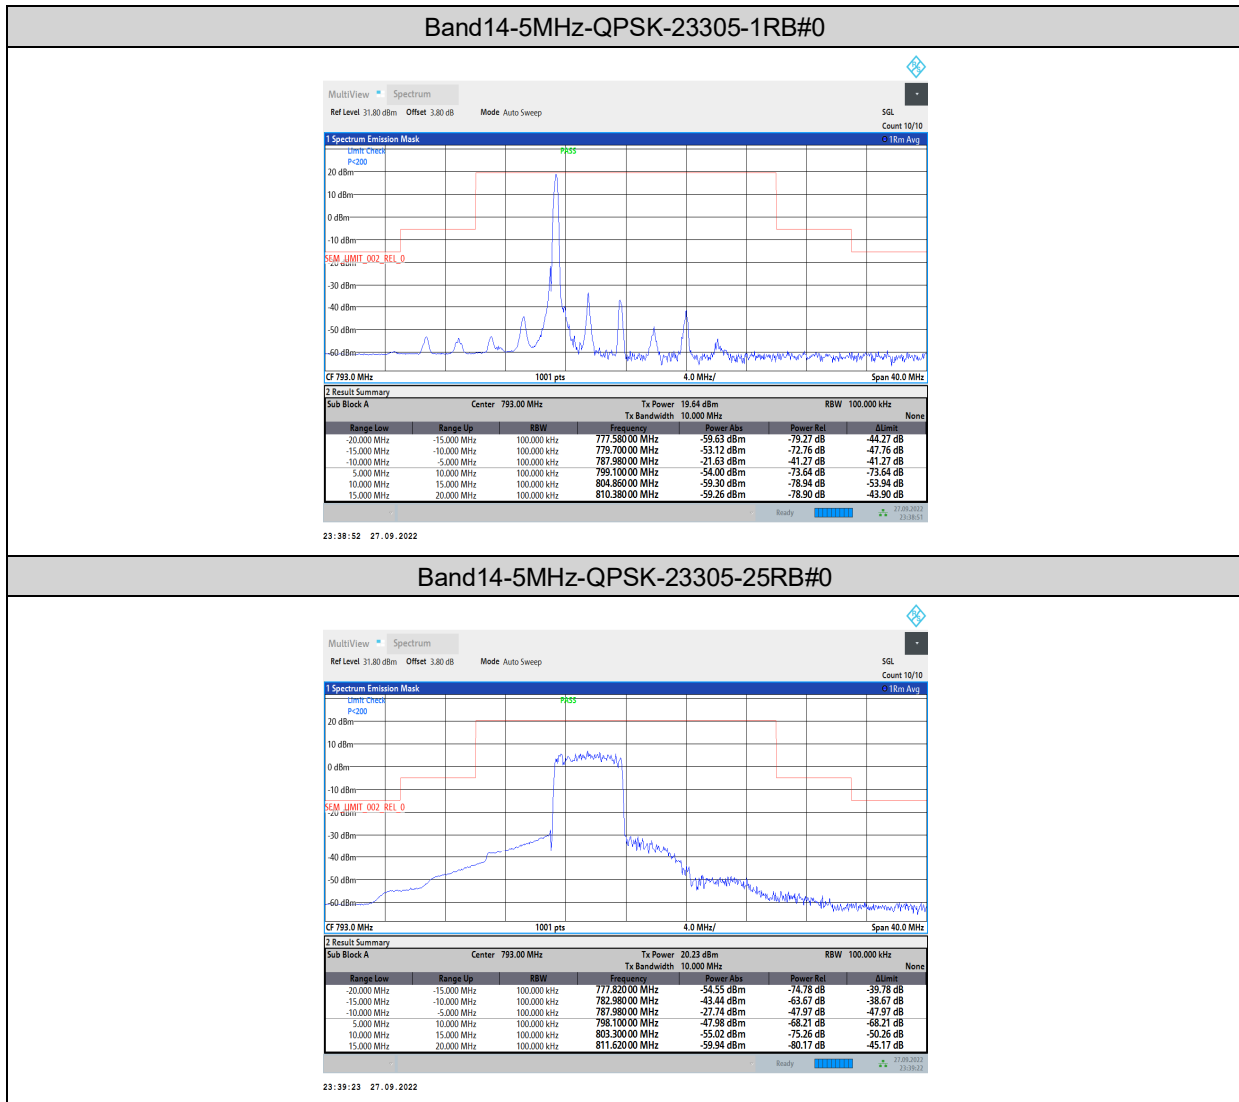 Band14-5MHz-QPSK-23305-1RB#0
MultiView Spectrum
Ref Level 31.80 dBm Offset 3.80 dB Mode Auto Sweep SGL
Count 10/10
1 Spectrum Emission Mask 1Rm Avg
Limit Check PASS
P<200
20 dBm
10 dBm
0 dBm
-10 dBm
SEM_LIMIT_002_REL_0
-20 dBm
-30 dBm
-40 dBm
-50 dBm
-60 dBm
CF 793.0 MHz 1001 pts 4.0 MHz/ Span 40.0 MHz
2 Result Summary
Sub Block A Center 793.00 MHz Tx Power 19.64 dBm RBW 100.000 kHz
Tx Bandwidth 10.000 MHz None
Range Low Range Up RBW Frequency Power Abs Power Rel ΔLimit
-20.000 MHz -15.000 MHz 100.000 kHz 777.58000 MHz -59.63 dBm -79.27 dB -44.27 dB
-15.000 MHz -10.000 MHz 100.000 kHz 779.70000 MHz -53.12 dBm -72.76 dB -47.76 dB
-10.000 MHz -5.000 MHz 100.000 kHz 787.98000 MHz -21.63 dBm -41.27 dB -41.27 dB
5.000 MHz 10.000 MHz 100.000 kHz 799.10000 MHz -54.00 dBm -73.64 dB -73.64 dB
10.000 MHz 15.000 MHz 100.000 kHz 804.86000 MHz -59.30 dBm -78.94 dB -53.94 dB
15.000 MHz 20.000 MHz 100.000 kHz 810.38000 MHz -59.26 dBm -78.90 dB -43.90 dB
Ready 27.09.2022
23:38:51
23:38:52 27.09.2022
Band14-5MHz-QPSK-23305-25RB#0
MultiView Spectrum
Ref Level 31.80 dBm Offset 3.80 dB Mode Auto Sweep SGL
Count 10/10
1 Spectrum Emission Mask 1Rm Avg
Limit Check PASS
P<200
20 dBm
10 dBm
0 dBm
-10 dBm
SEM_LIMIT_002_REL_0
-20 dBm
-30 dBm
-40 dBm
-50 dBm
-60 dBm
CF 793.0 MHz 1001 pts 4.0 MHz/ Span 40.0 MHz
2 Result Summary
Sub Block A Center 793.00 MHz Tx Power 20.23 dBm RBW 100.000 kHz
Tx Bandwidth 10.000 MHz None
Range Low Range Up RBW Frequency Power Abs Power Rel ΔLimit
-20.000 MHz -15.000 MHz 100.000 kHz 777.82000 MHz -54.55 dBm -74.78 dB -39.78 dB
-15.000 MHz -10.000 MHz 100.000 kHz 782.98000 MHz -43.44 dBm -63.67 dB -38.67 dB
-10.000 MHz -5.000 MHz 100.000 kHz 787.98000 MHz -27.74 dBm -47.97 dB -47.97 dB
5.000 MHz 10.000 MHz 100.000 kHz 798.10000 MHz -47.98 dBm -68.21 dB -68.21 dB
10.000 MHz 15.000 MHz 100.000 kHz 803.30000 MHz -55.02 dBm -75.26 dB -50.26 dB
15.000 MHz 20.000 MHz 100.000 kHz 811.62000 MHz -59.94 dBm -80.17 dB -45.17 dB
Ready 27.09.2022
23:39:22
23:39:23 27.09.2022